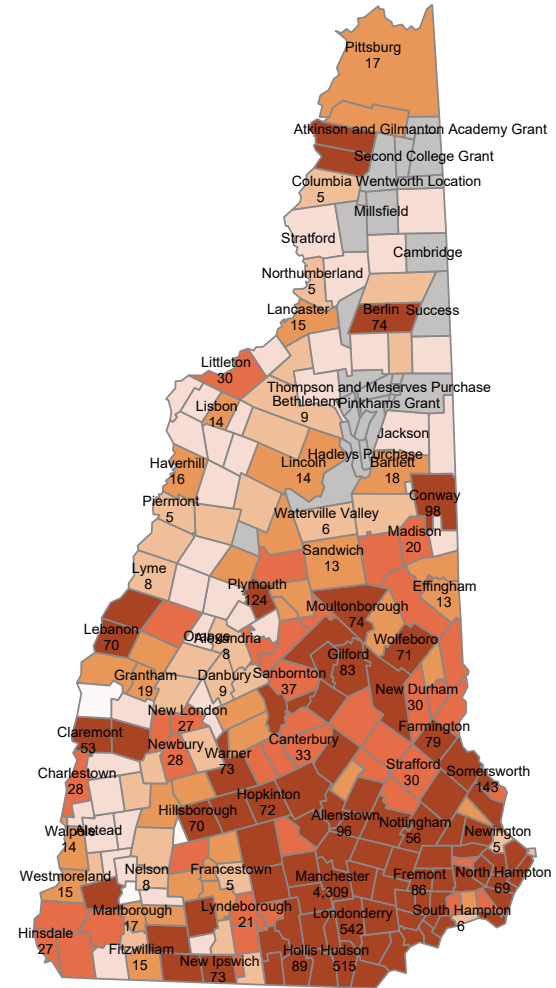 Pittsburg
17
Atkinson and Gilmanton Academy Grant
Second College Grant
Columbia
5
Wentworth Location
Millsfield
Stratford
Cambridge
Northumberland
5
Lancaster
15
Berlin
74
Success
Littleton
30
Thompson and Meserves Purchase
Bethlehem
9
Pinkhams Grant
Lisbon
14
Jackson
Hadleys Purchase
Haverhill
16
Lincoln
14
Bartlett
18
Piermont
5
Conway
98
Waterville Valley
6
Madison
20
Sandwich
13
Lyme
8
Plymouth
124
Effingham
13
Moultonborough
74
Lebanon
70
Orange
Alexandria
8
Wolfeboro
71
Gilford
83
Grantham
19
Danbury
9
Sanbornton
37
New Durham
30
New London
27
Claremont
53
Newbury
28
Warner
73
Canterbury
33
Farmington
79
Charlestown
28
Strafford
30
Somersworth
143
Hopkinton
72
Hillsborough
70
Allenstown
96
Nottingham
56
Newington
5
Walpole
14
Alstead
Westmoreland
15
Nelson
8
Francestown
5
Manchester
4,309
Fremont
86
North Hampton
69
Marlborough
17
Lyndeborough
21
Londonderry
542
South Hampton
6
Hinsdale
27
Fitzwilliam
15
New Ipswich
73
Hollis
89
Hudson
515